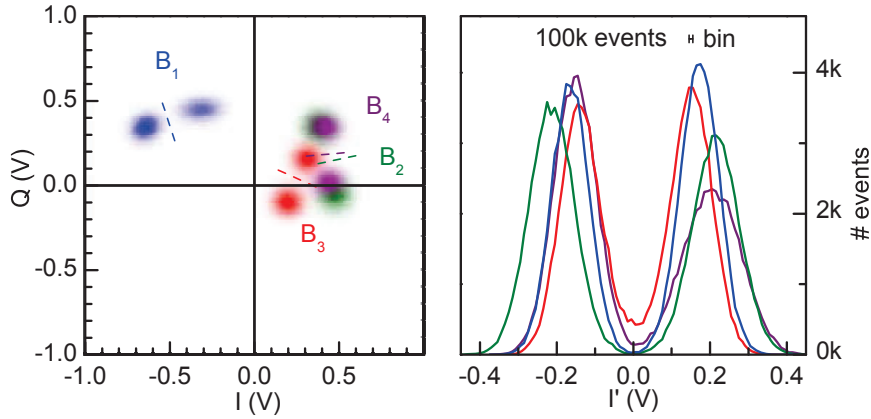 1.0
0.5
0.0
-0.5
-1.0
Q (V)
-1.0 -0.5 0.0 0.5
I (V)
B1
B4
B2
B3
100k events bin
4k
2k
0k
# events
-0.4 -0.2 0.0 0.2 0.4
I' (V)